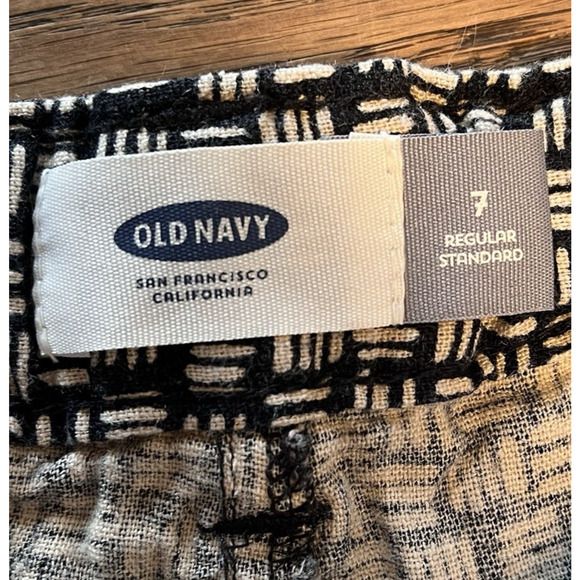 OLD NAVY
SAN FRANCISCO
CALIFORNIA
7
REGULAR
STANDARD